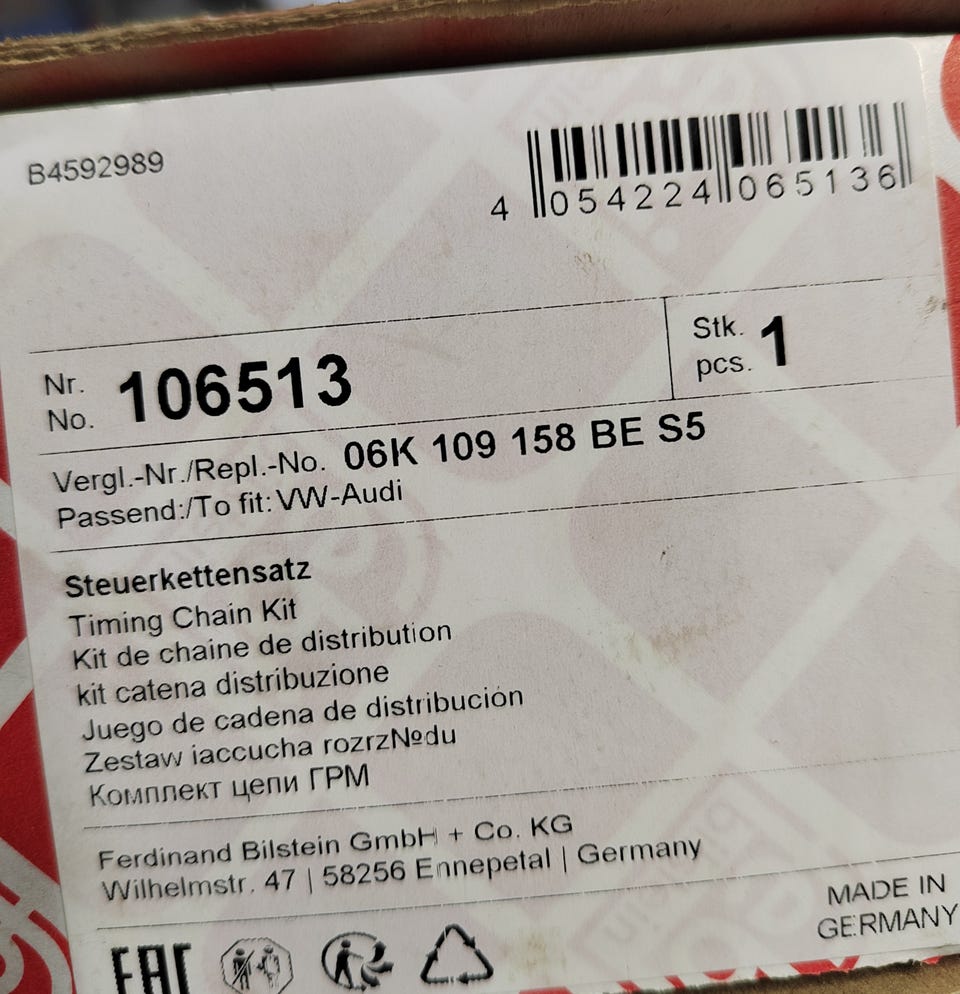 B4592989
4 054224 065136
Nr.
No. 106513
Stk.
pcs. 1
Vergl.-Nr./Repl.-No. 06K 109 158 BE S5
Passend:/To fit: VW-Audi
Steuerkettensatz
Timing Chain Kit
Kit de chaine de distribution
kit catena distribuzione
Juego de cadena de distribución
Zestaw iaccucha rozrz№du
Комплект цепи ГРМ
Ferdinand Bilstein GmbH + Co. KG
Wilhelmstr. 47 | 58256 Ennepetal | Germany
MADE IN
GERMANY
EAC